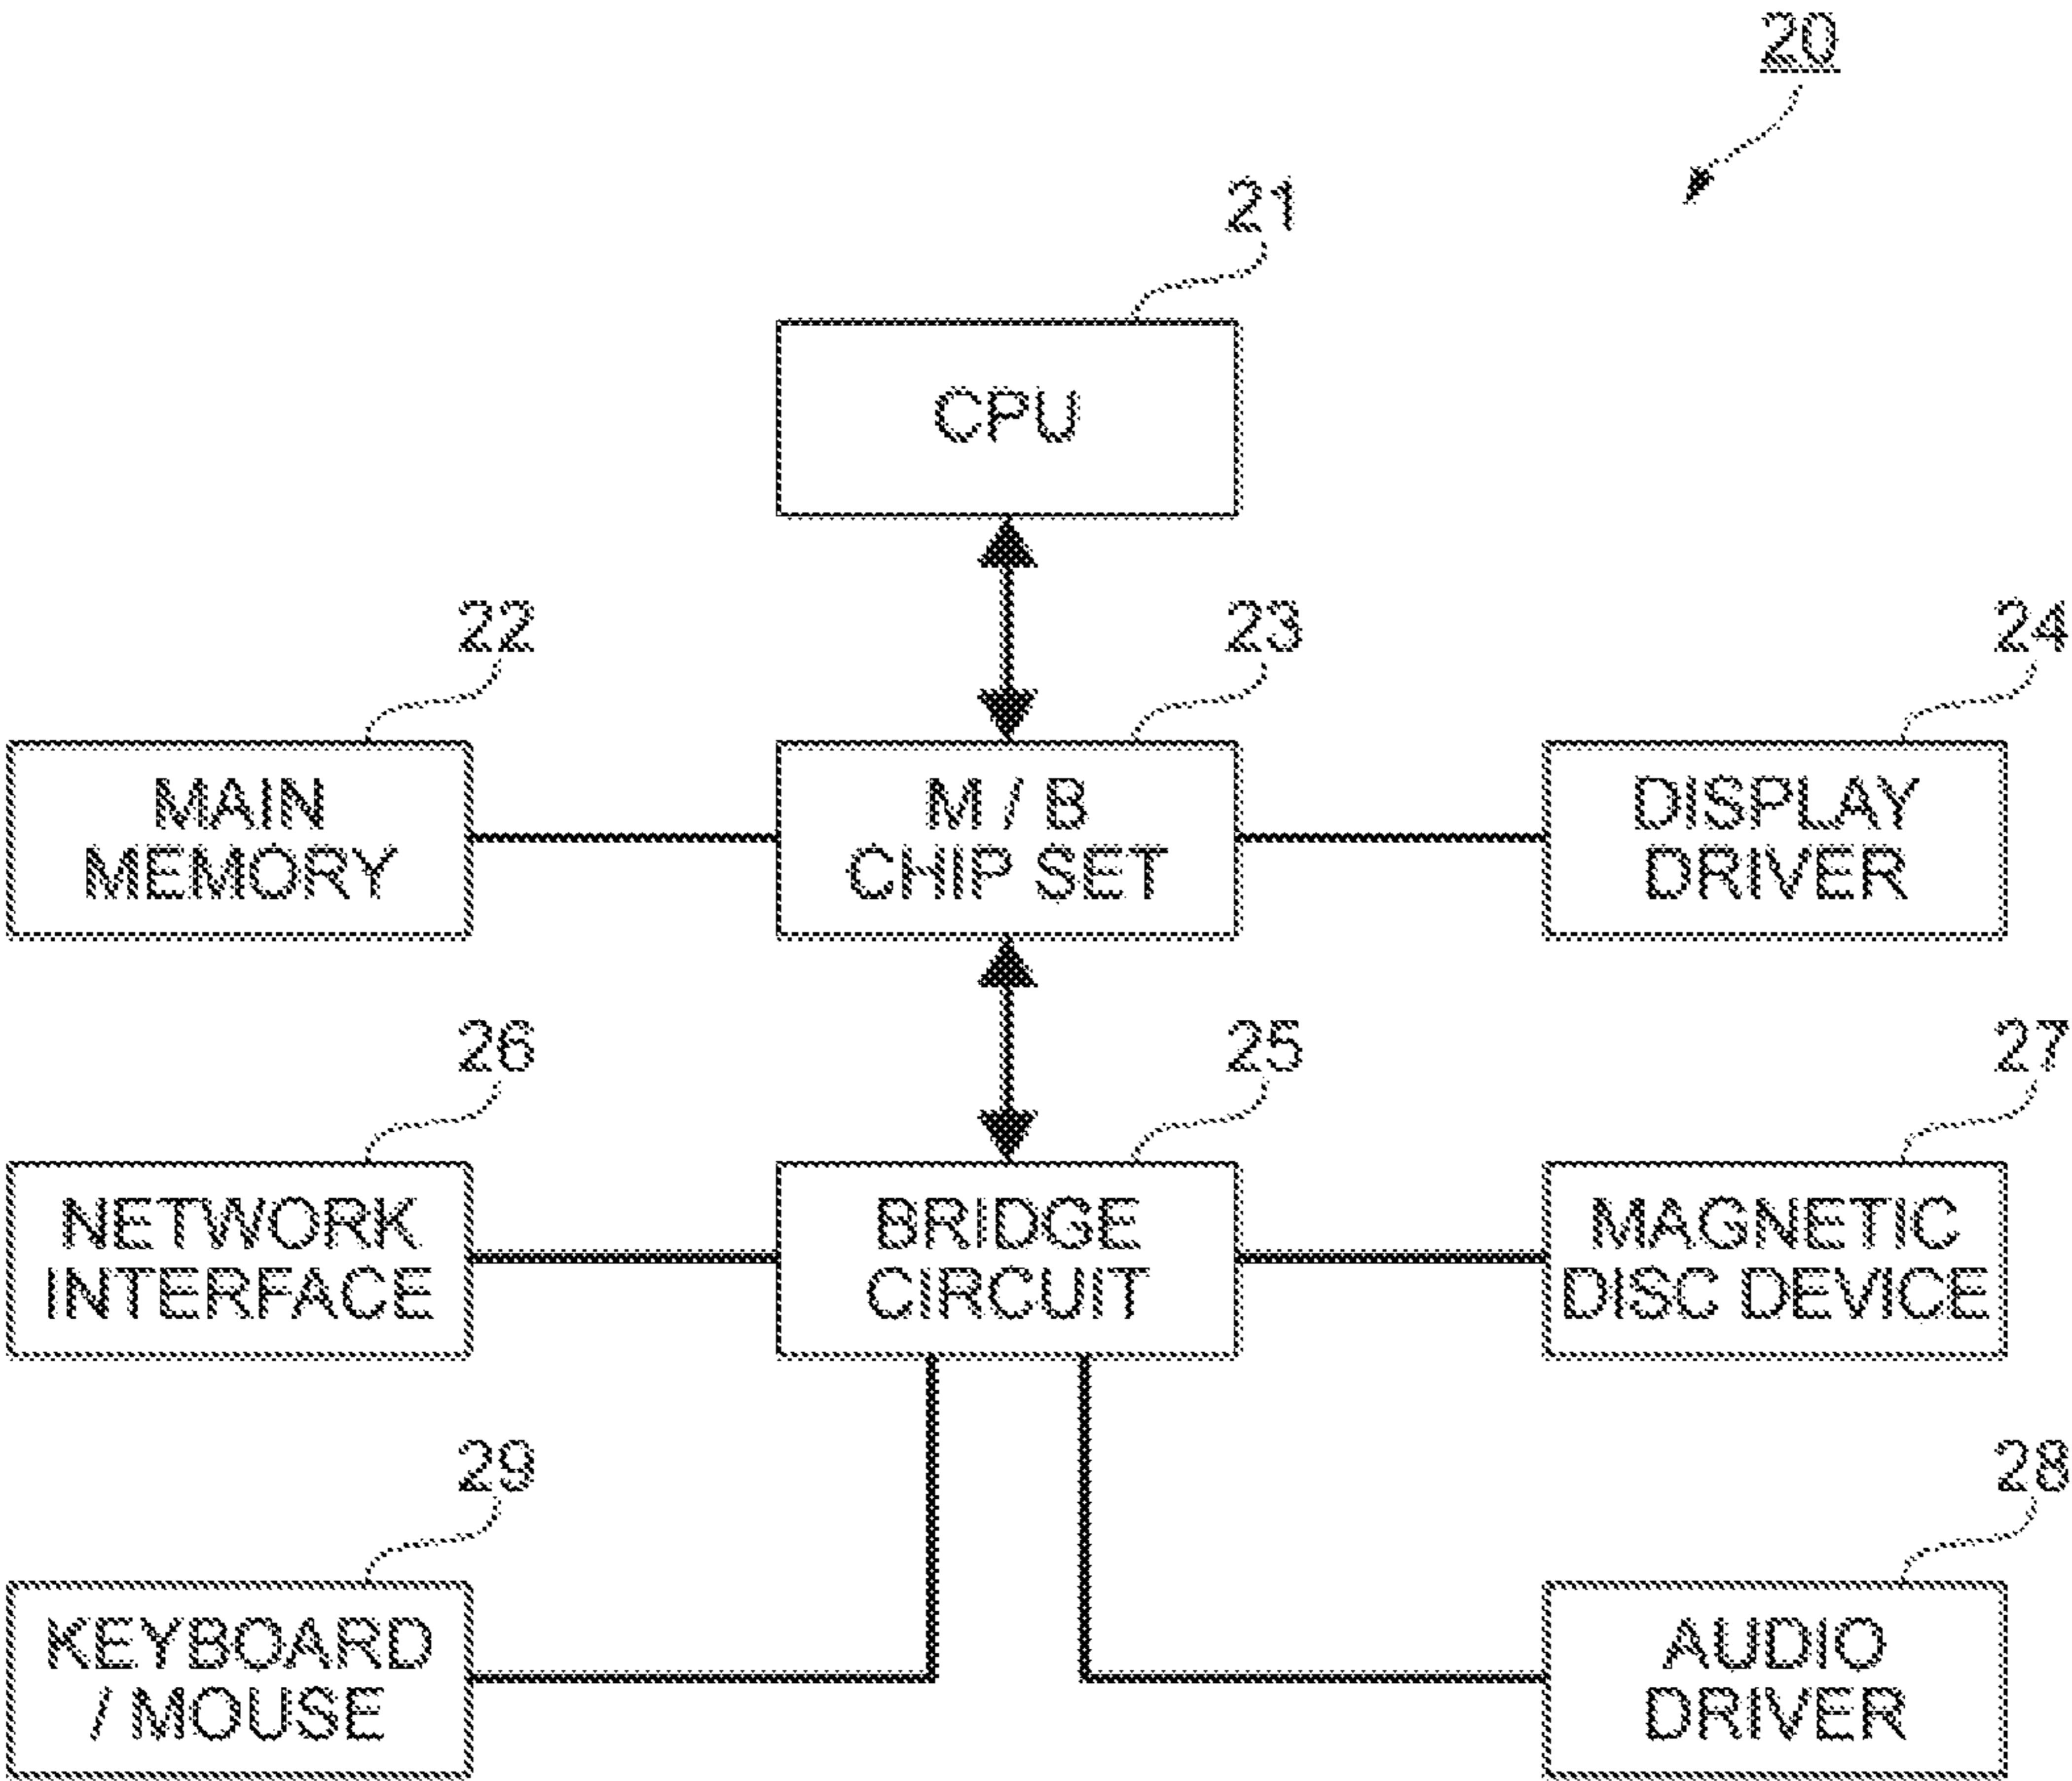 20
21
CPU
22
23
24
MAIN
MEMORY
M / B
CHIP SET
DISPLAY
DRIVER
26
25
27
NETWORK
INTERFACE
BRIDGE
CIRCUIT
MAGNETIC
DISC DEVICE
29
28
KEYBOARD
/ MOUSE
AUDIO
DRIVER